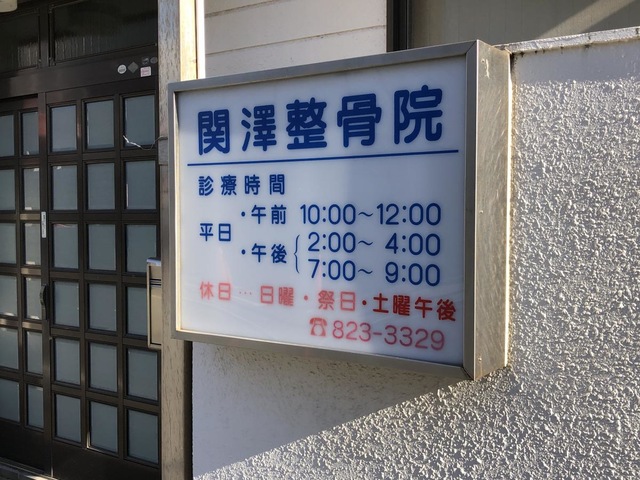 関澤整骨院
診療時間
平日
・午前 10:00〜12:00
・午後 2:00〜 4:00
7:00〜 9:00
休日…日曜・祭日・土曜午後
☎823-3329